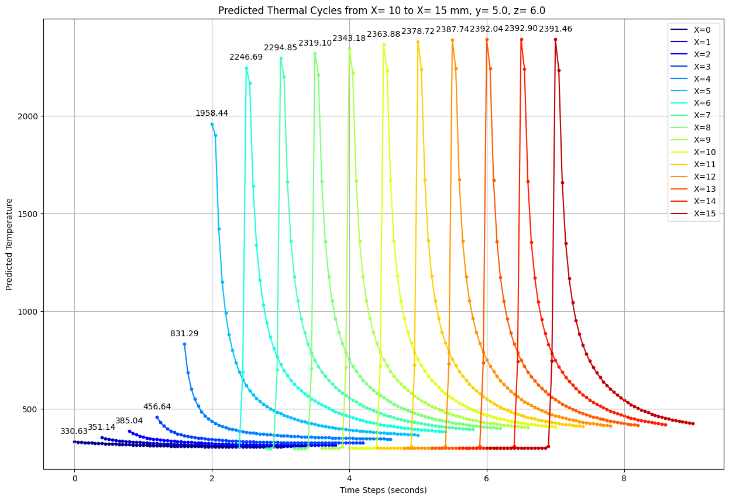 Predicted Thermal Cycles from X= 10 to X= 15 mm, y= 5.0, z= 6.0
Predicted Temperature
2000
1500
1000
500
330.63
351.14
385.04
456.64
831.29
1958.44
2246.69
2294.85
2319.10
2343.18
2363.88
2378.72
2387.74
2392.04
2392.90
2391.46
X=0
X=1
X=2
X=3
X=4
X=5
X=6
X=7
X=8
X=9
X=10
X=11
X=12
X=13
X=14
X=15
0
2
4
6
8
Time Steps (seconds)